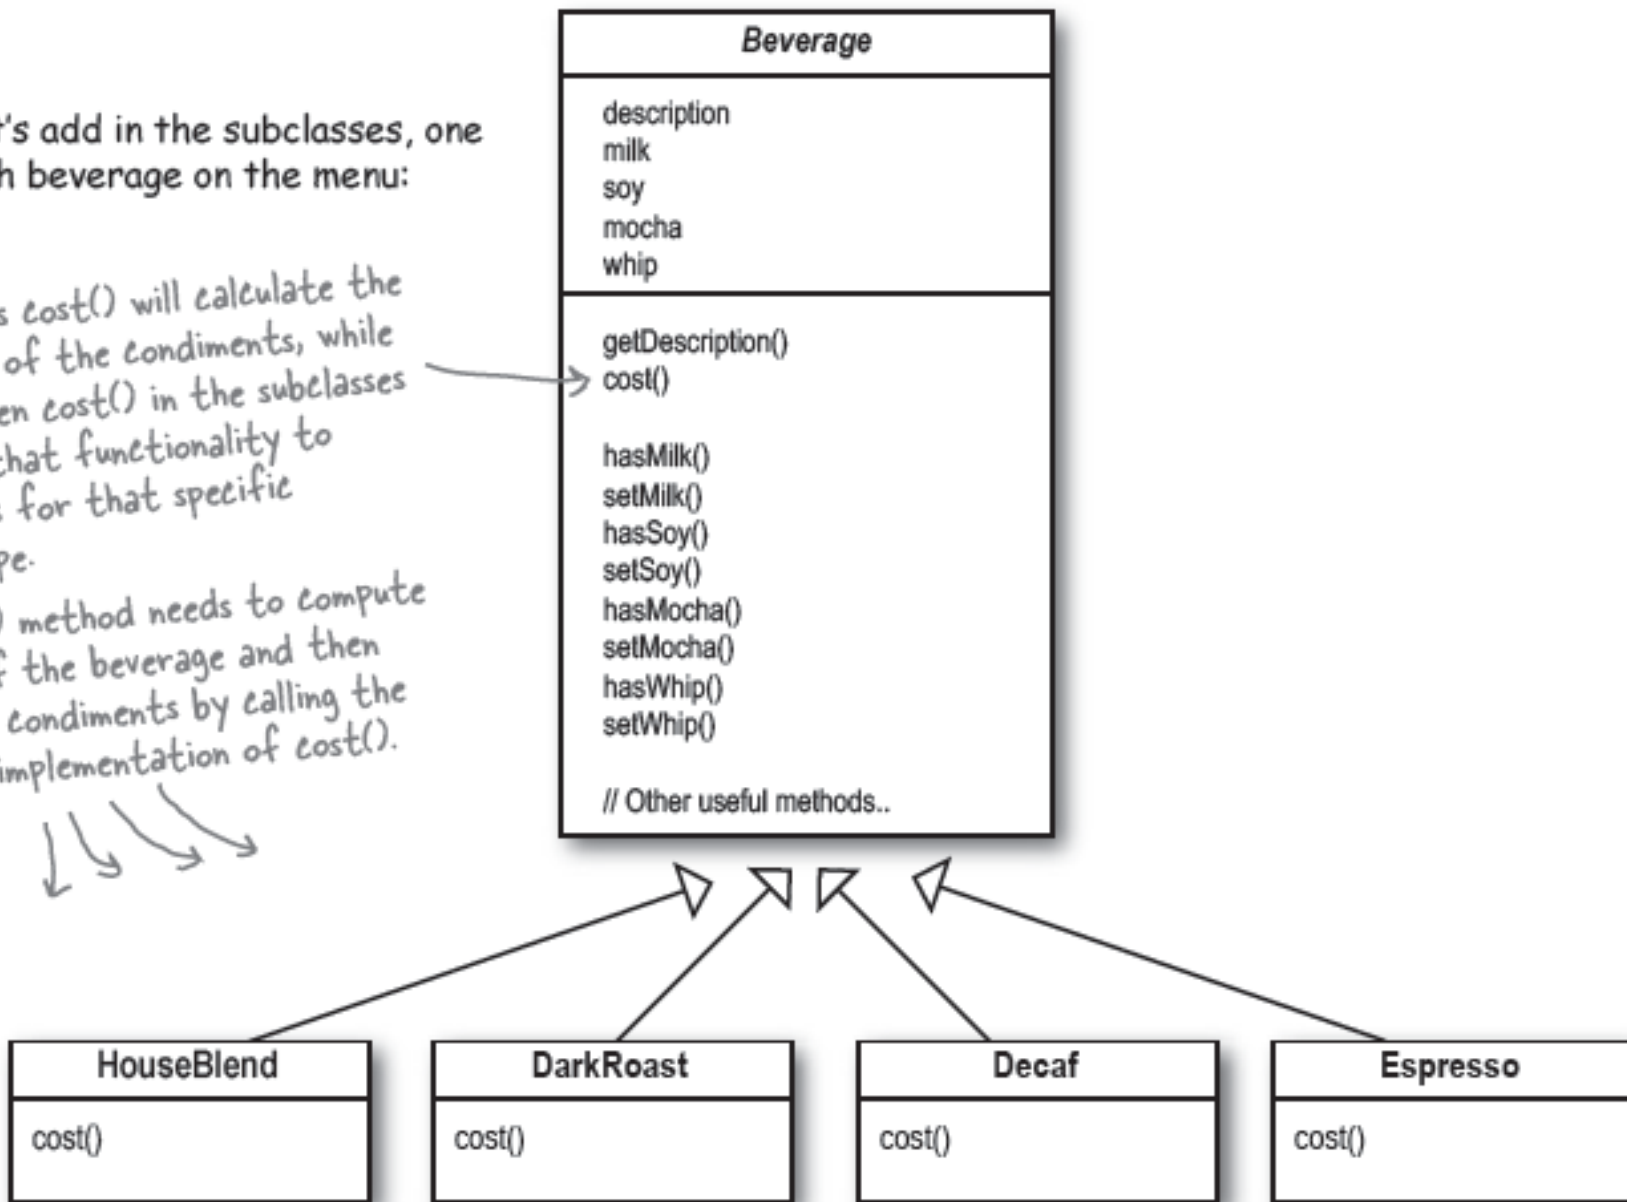 Beverage
description
milk
soy
mocha
whip
getDescription()
cost()
hasMilk()
setMilk()
hasSoy()
setSoy()
hasMocha()
setMocha()
hasWhip()
setWhip()
// Other useful methods..
t's add in the subclasses, one
h beverage on the menu:
s cost() will calculate the
of the condiments, while
en cost() in the subclasses
that functionality to
s for that specific
pe.
) method needs to compute
f the beverage and then
condiments by calling the
implementation of cost().
HouseBlend
cost()
DarkRoast
cost()
Decaf
cost()
Espresso
cost()